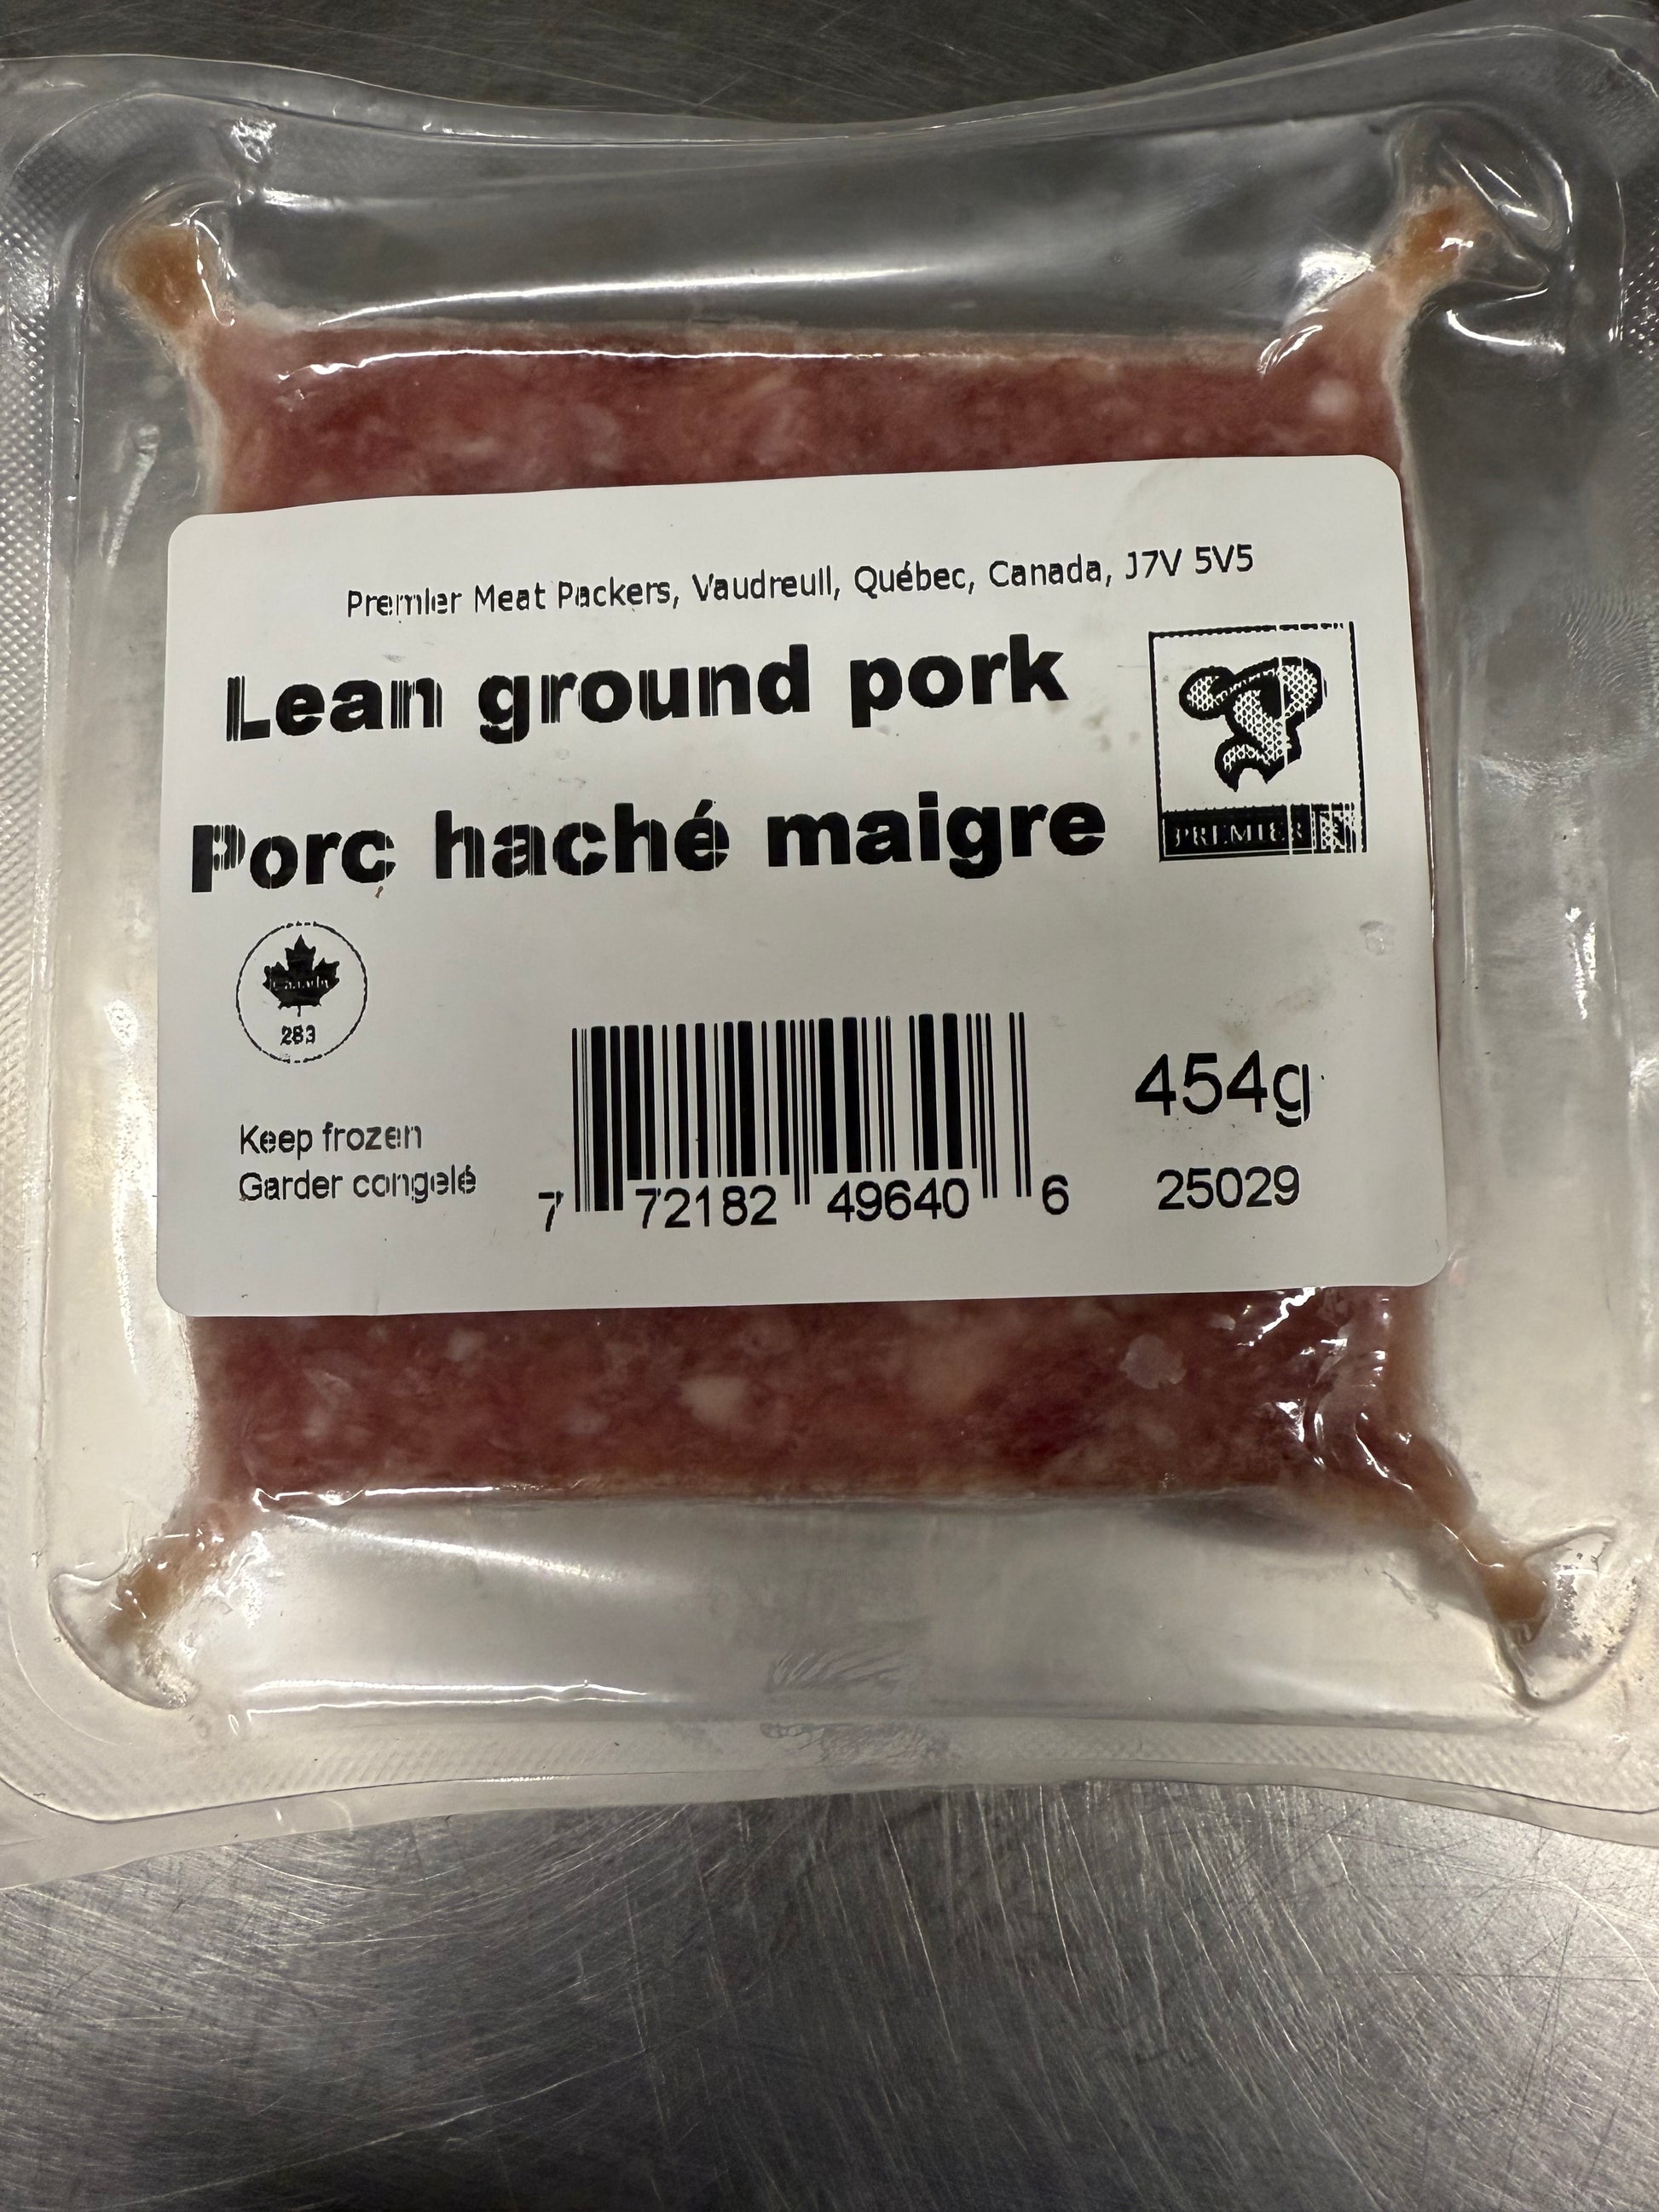 Premier Meat Packers, Vaudreuil, Québec, Canada, J7V 5V5
Lean ground pork
Porc haché maigre
PREMIER
Canada
283
Keep frozen
Garder congelé
454g
25029
7 72182 49640 6